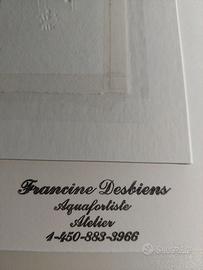 Francine Desbiens
Aquafortiste
Atelier
1-450-883-3966